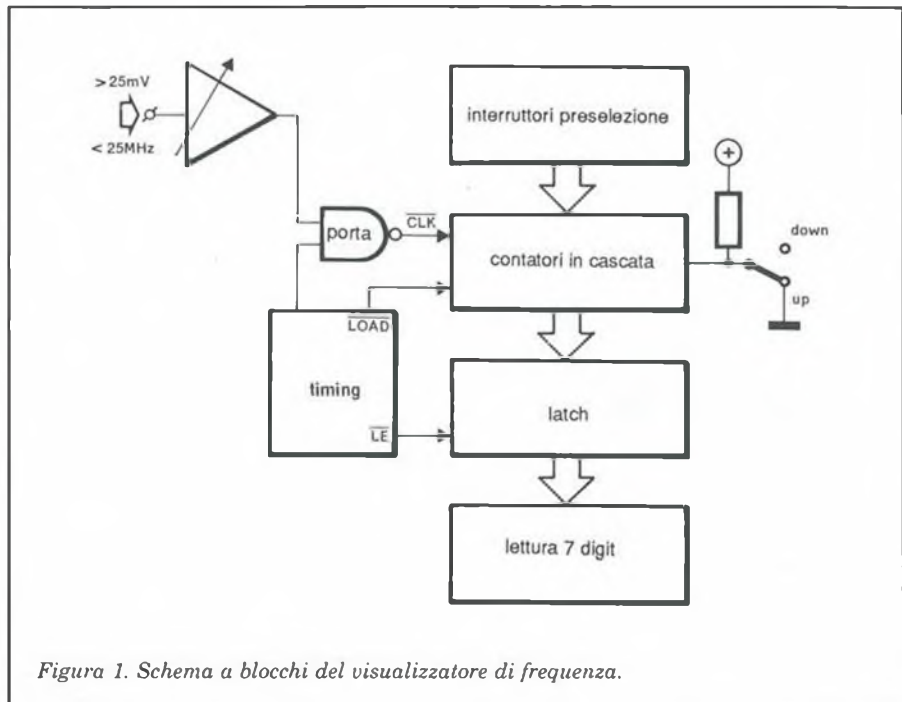 > 25mV
< 25MHz
interruttori preselezione
+
down
up
porta
CLK
contatori in cascata
LOAD
timing
LE
latch
lettura 7 digit
Figura 1. Schema a blocchi del visualizzatore di frequenza.